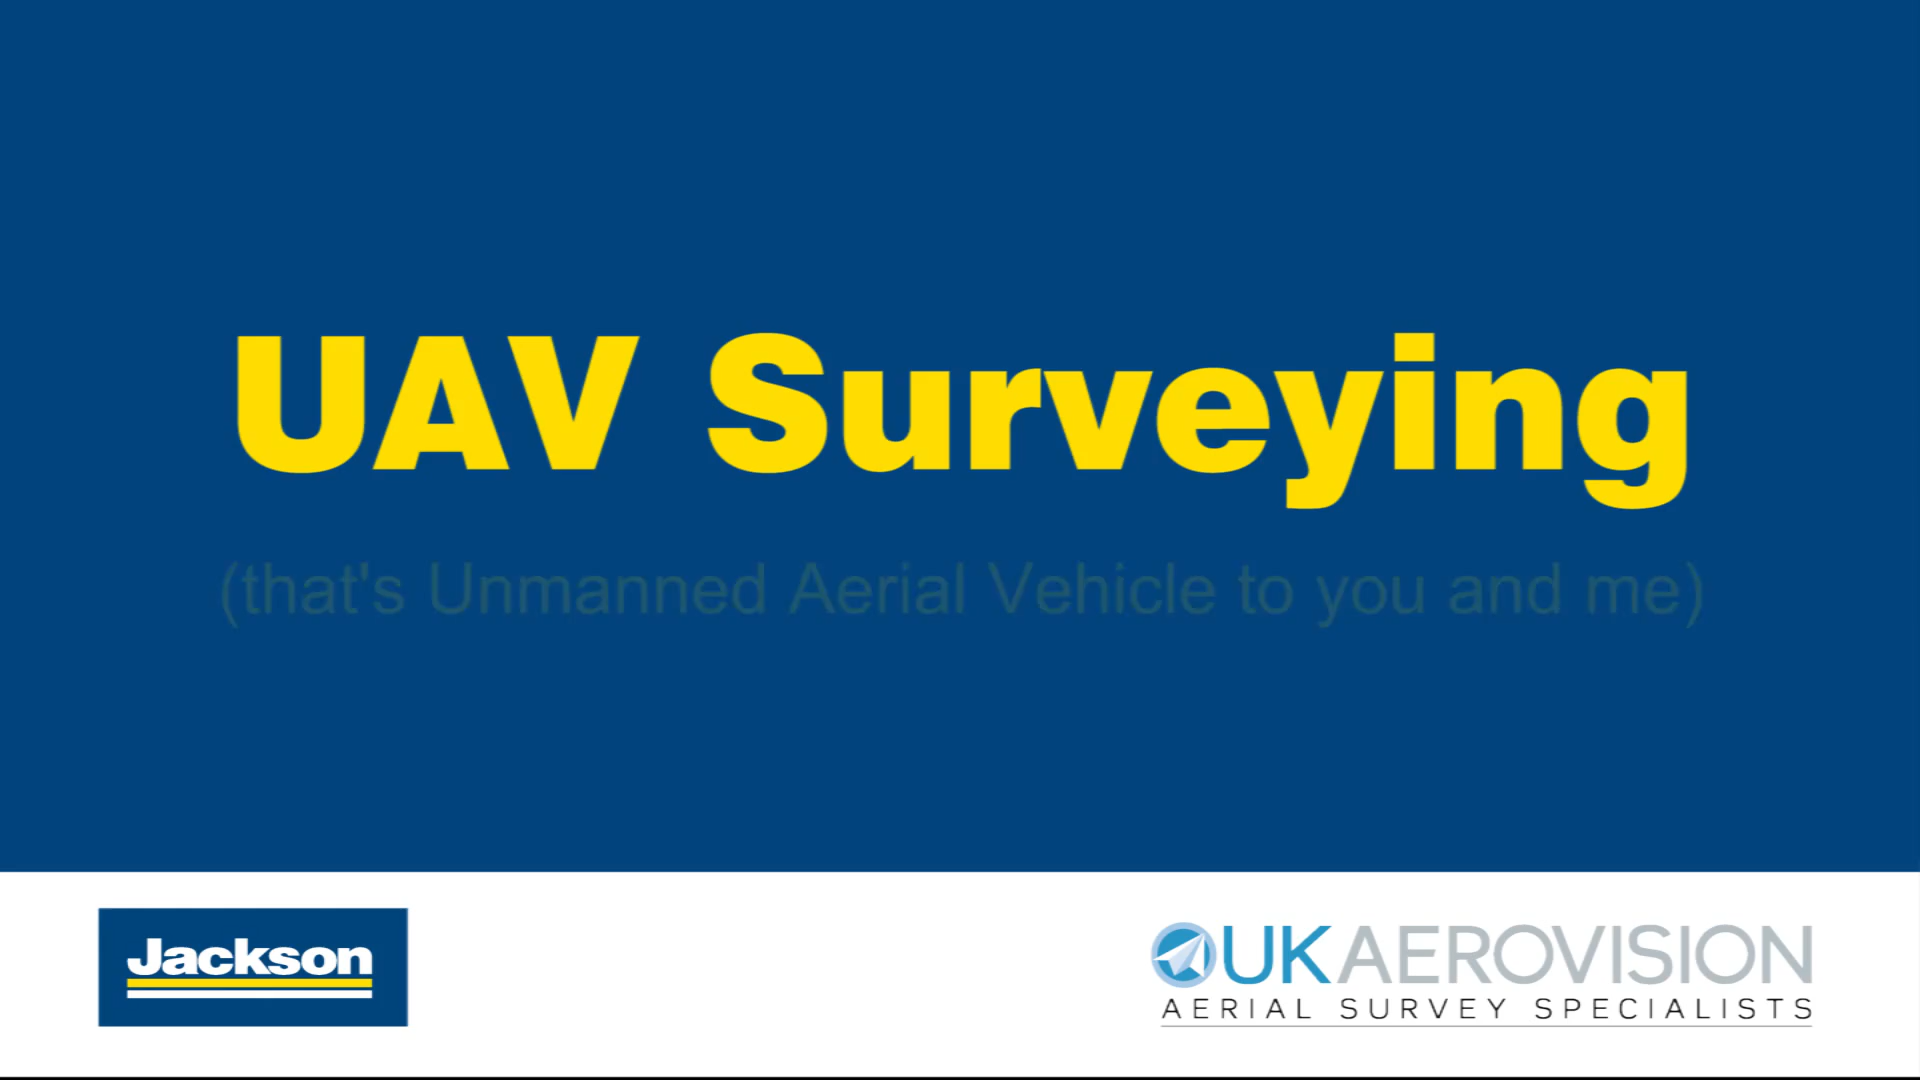 UAV Surveying
(that's Unmanned Aerial Vehicle to you and me)
Jackson
UKAEROVISION
AERIAL SURVEY SPECIALISTS